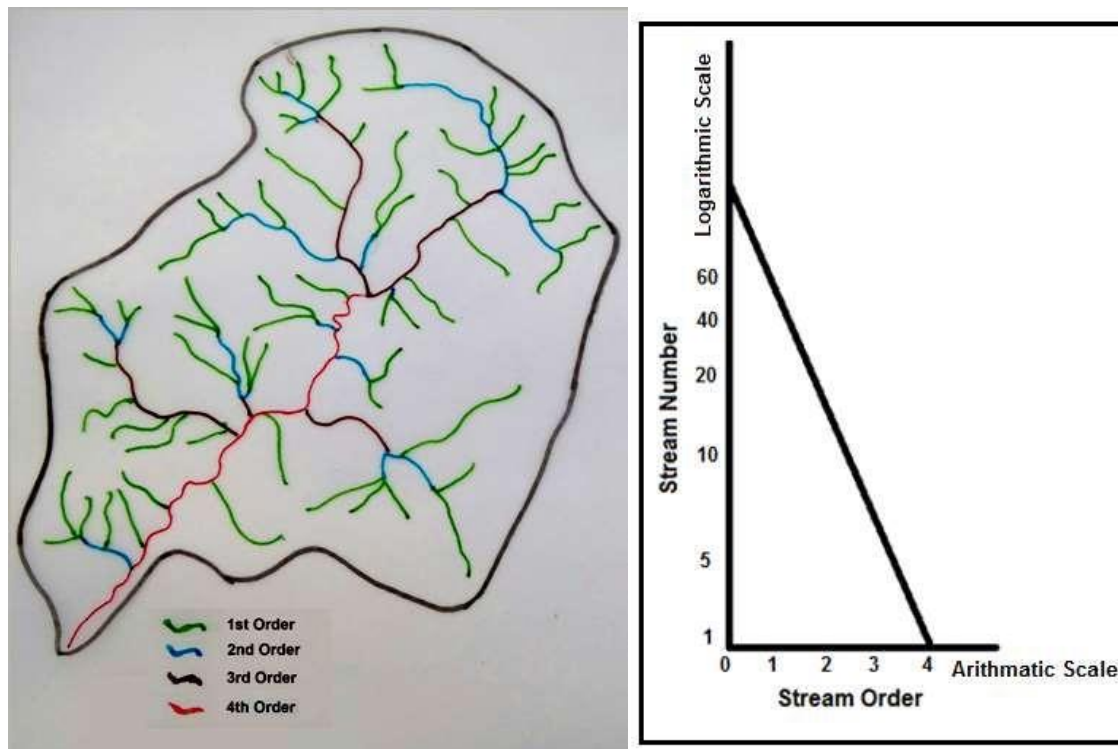 1st Order
2nd Order
3rd Order
4th Order
Logarithmic Scale
Stream Number
60
40
20
10
5
1
0 1 2 3 4 Arithmatic Scale
Stream Order